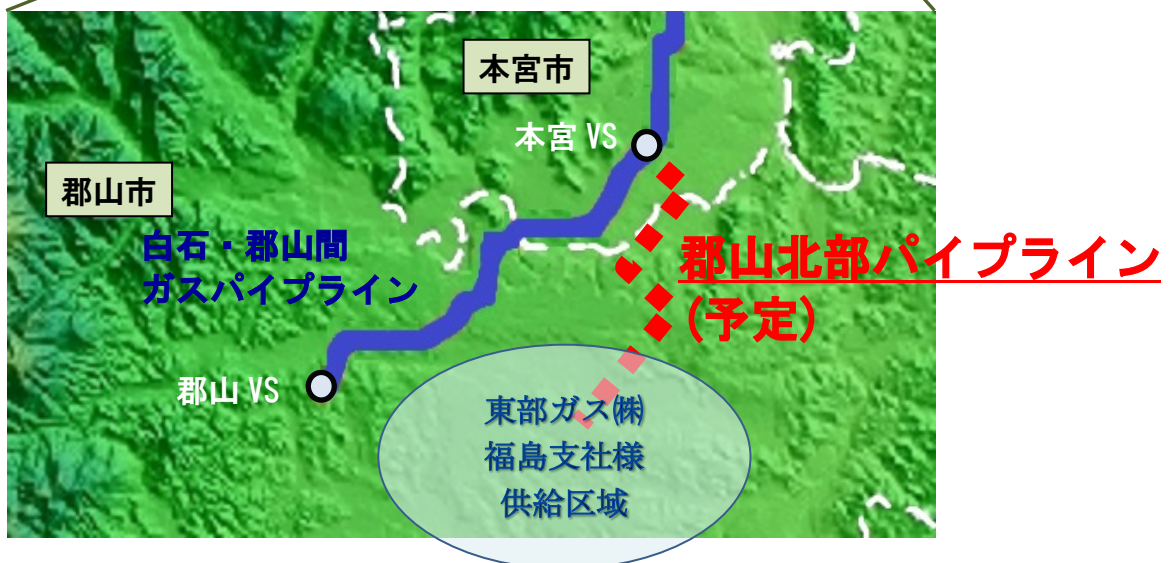 本宮市
本宮 VS
郡山市
白石・郡山間
ガスパイプライン
郡山北部パイプライン
(予定)
郡山 VS
東部ガス㈱
福島支社様
供給区域